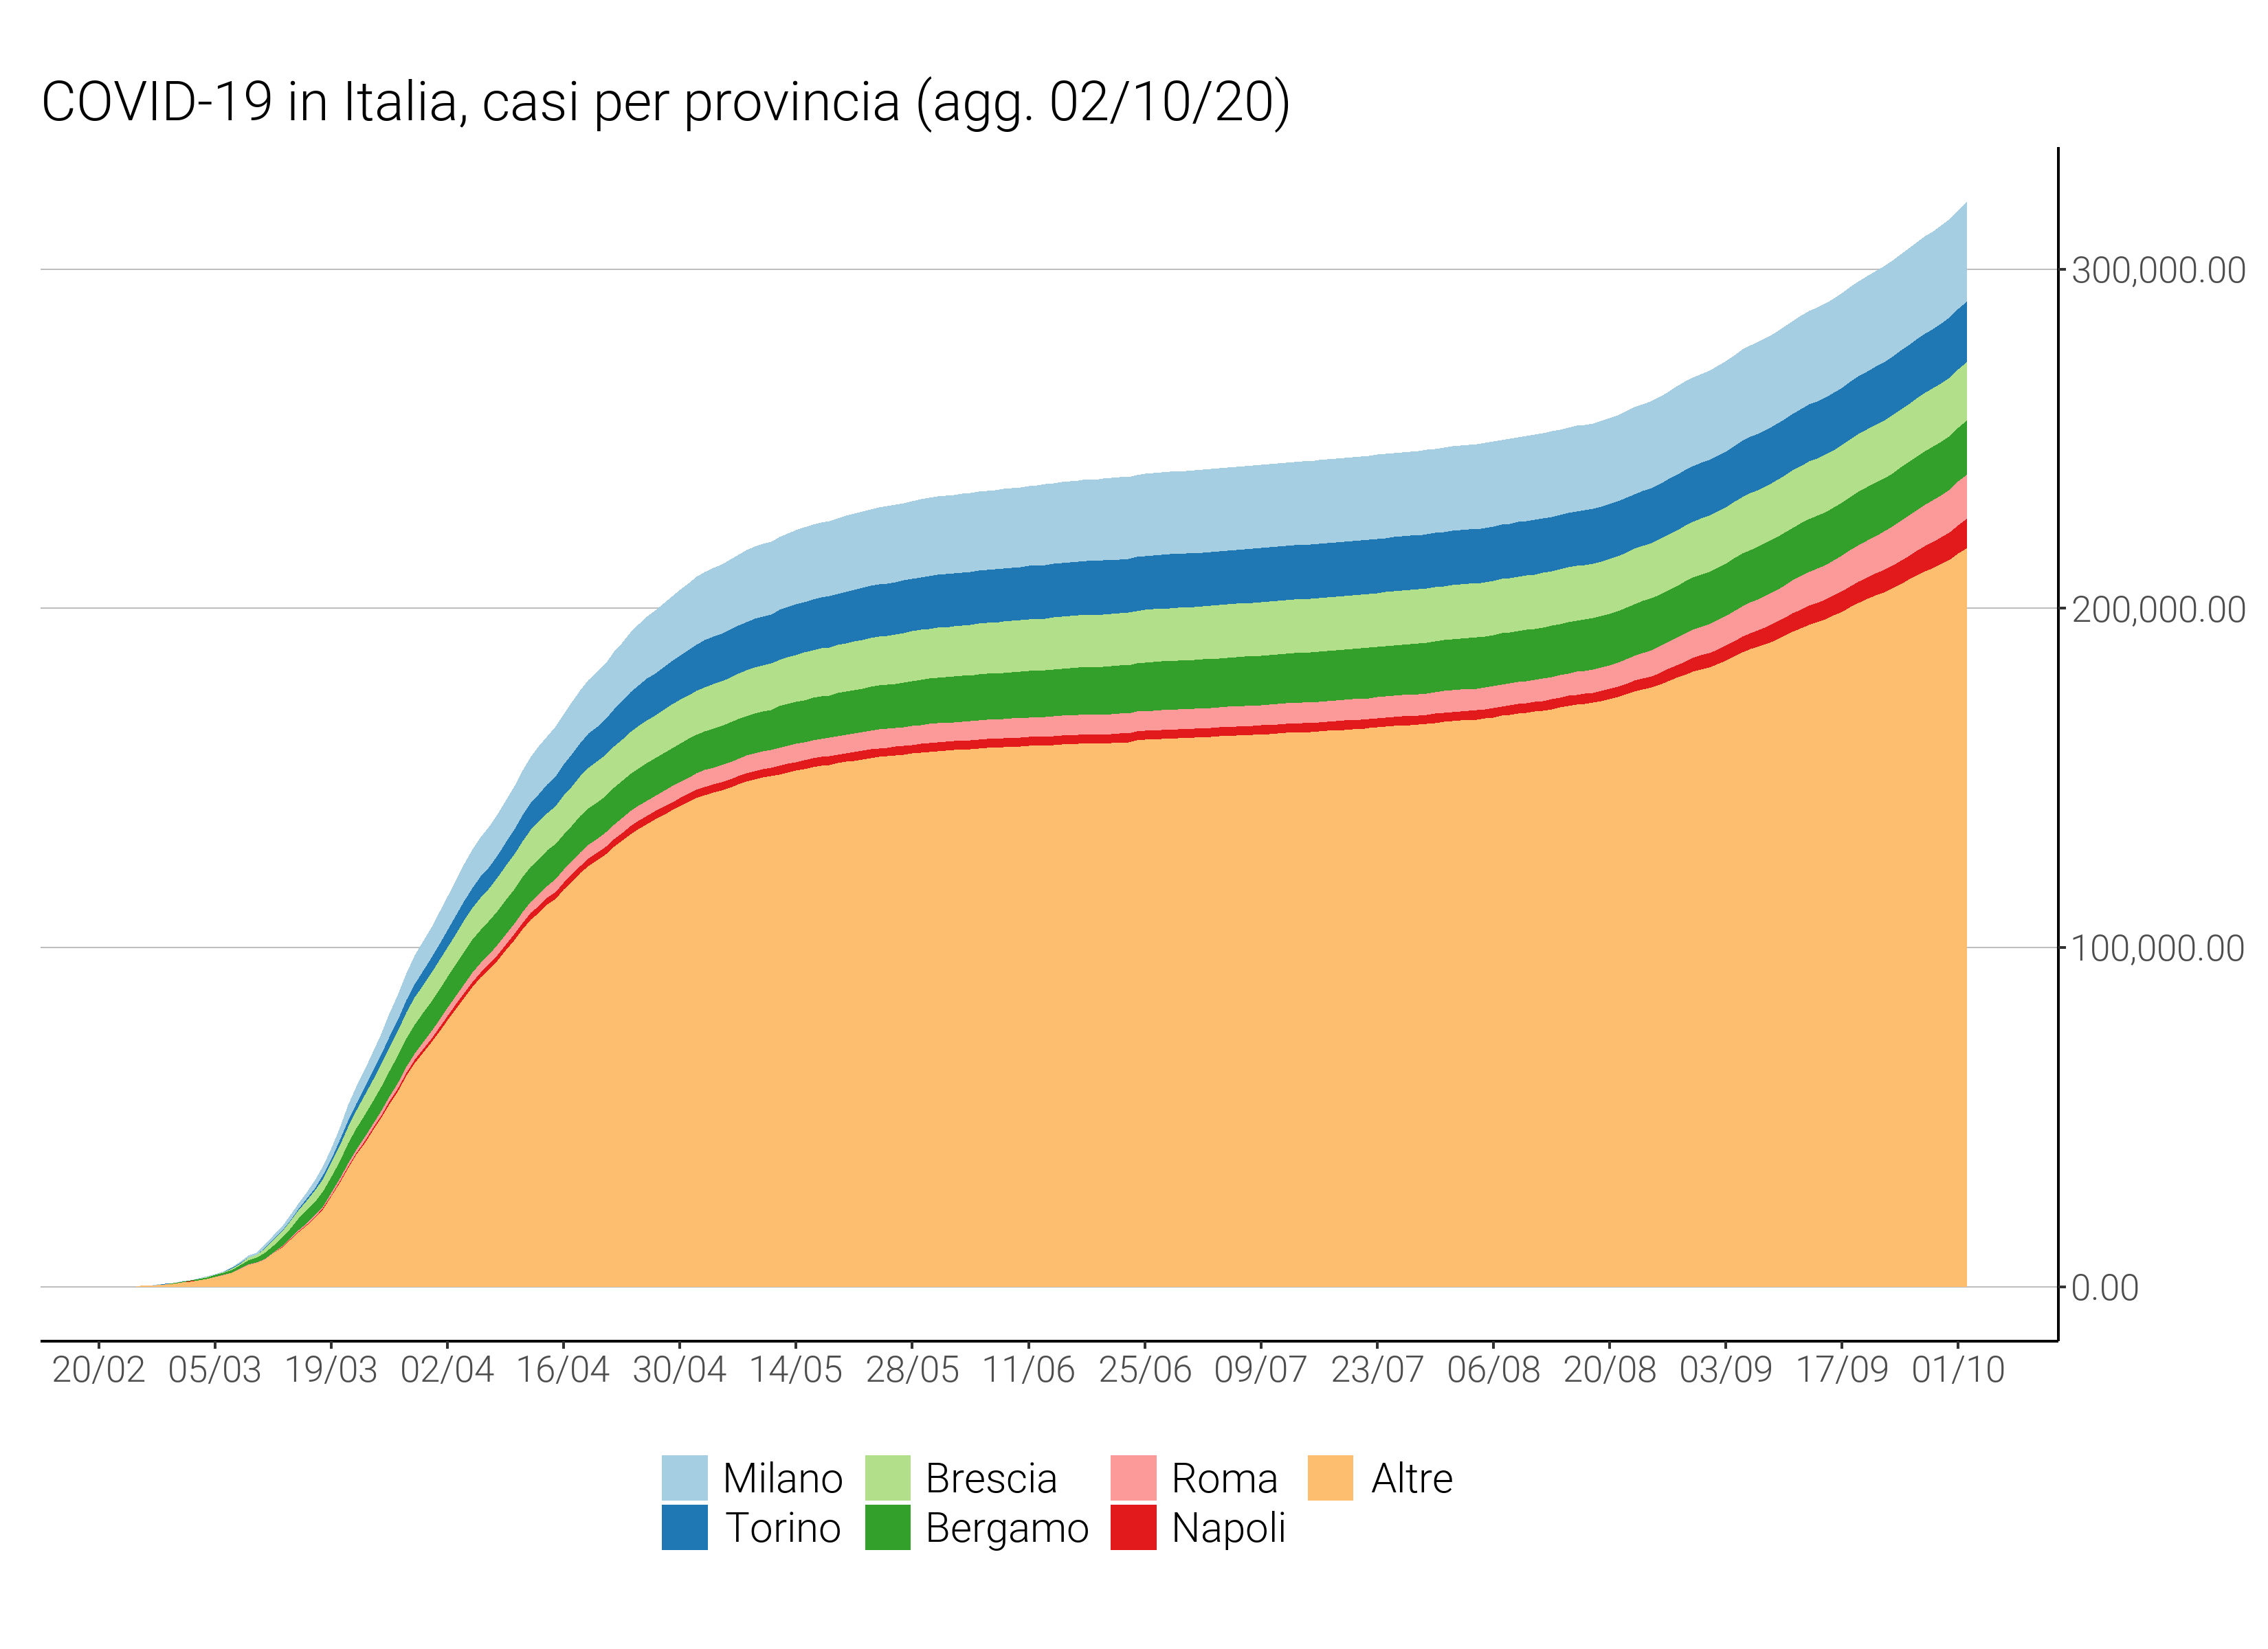 COVID-19 in Italia, casi per provincia (agg. 02/10/20)
300,000.00
200,000.00
100,000.00
0.00
20/02 05/03 19/03 02/04 16/04 30/04 14/05 28/05 11/06 25/06 09/07 23/07 06/08 20/08 03/09 17/09 01/10
Milano Brescia Roma Altre
Torino Bergamo Napoli